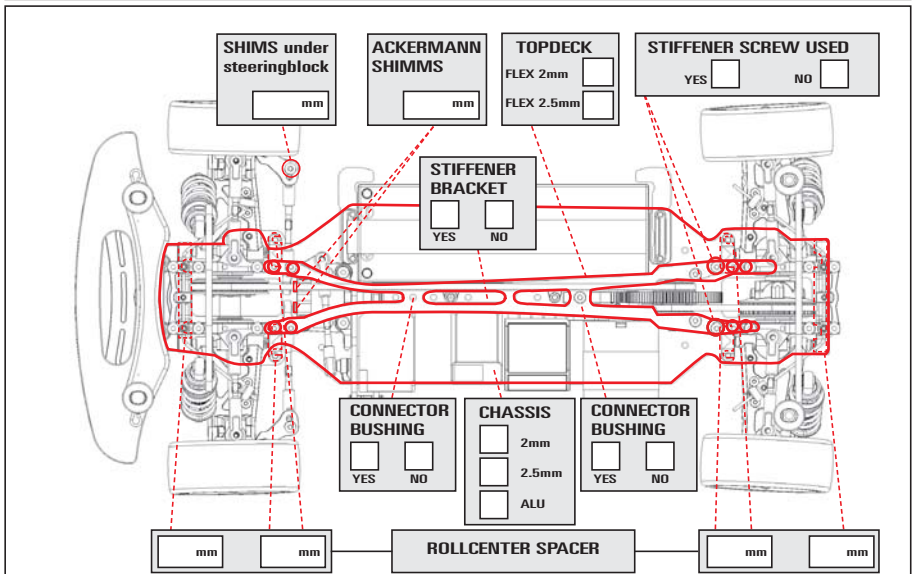 SHIMS under
steeringblock
mm
ACKERMANN
SHIMMS
mm
TOPDECK
FLEX 2mm
FLEX 2.5mm
STIFFENER SCREW USED
YES NO
STIFFENER
BRACKET
YES NO
CONNECTOR
BUSHING
YES NO
CHASSIS
2mm
2.5mm
ALU
CONNECTOR
BUSHING
YES NO
mm mm
ROLLCENTER SPACER
mm mm